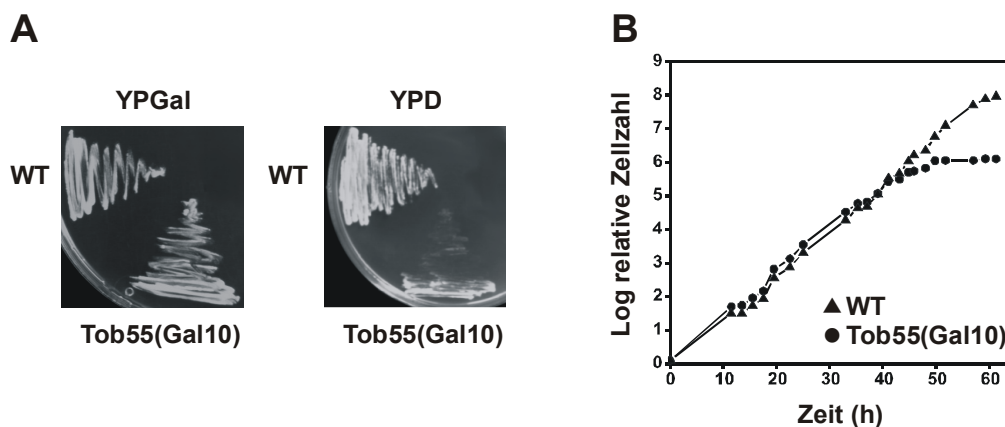 A
YPGal
YPD
WT
WT
Tob55(Gal10)
Tob55(Gal10)
B
Log relative Zellzahl
9
8
7
6
5
4
3
2
1
0
WT
Tob55(Gal10)
0
10
20
30
40
50
60
Zeit (h)